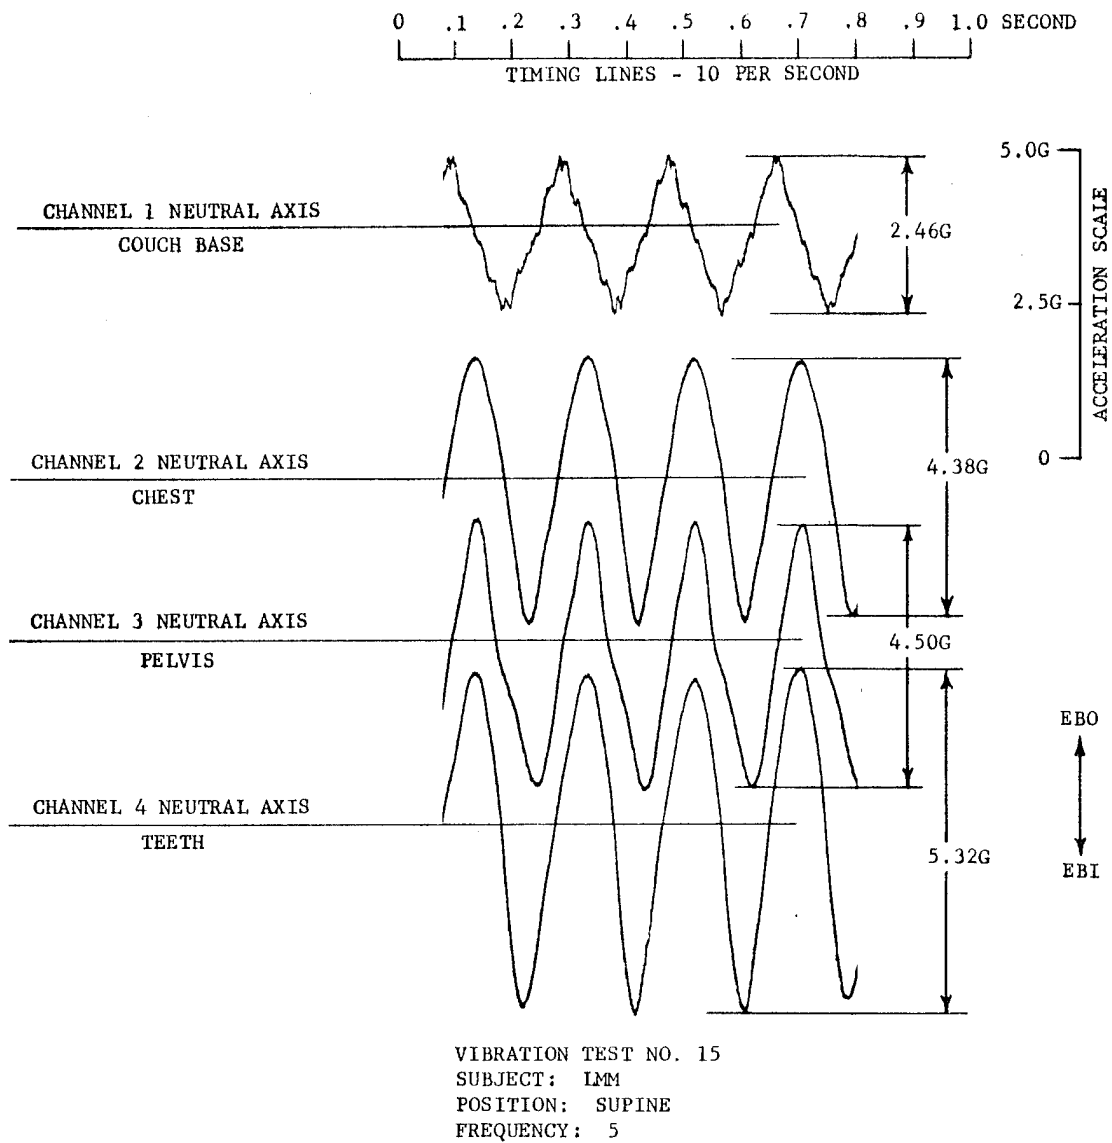 0 .1 .2 .3 .4 .5 .6 .7 .8 .9 1.0 SECOND
TIMING LINES - 10 PER SECOND
5.0G
CHANNEL 1 NEUTRAL AXIS
COUCH BASE
2.46G
2.5G
ACCELERATION SCALE
0
CHANNEL 2 NEUTRAL AXIS
CHEST
4.38G
CHANNEL 3 NEUTRAL AXIS
PELVIS
4.50G
EBO
CHANNEL 4 NEUTRAL AXIS
TEETH
5.32G
EBI
VIBRATION TEST NO. 15
SUBJECT: LMM
POSITION: SUPINE
FREQUENCY: 5